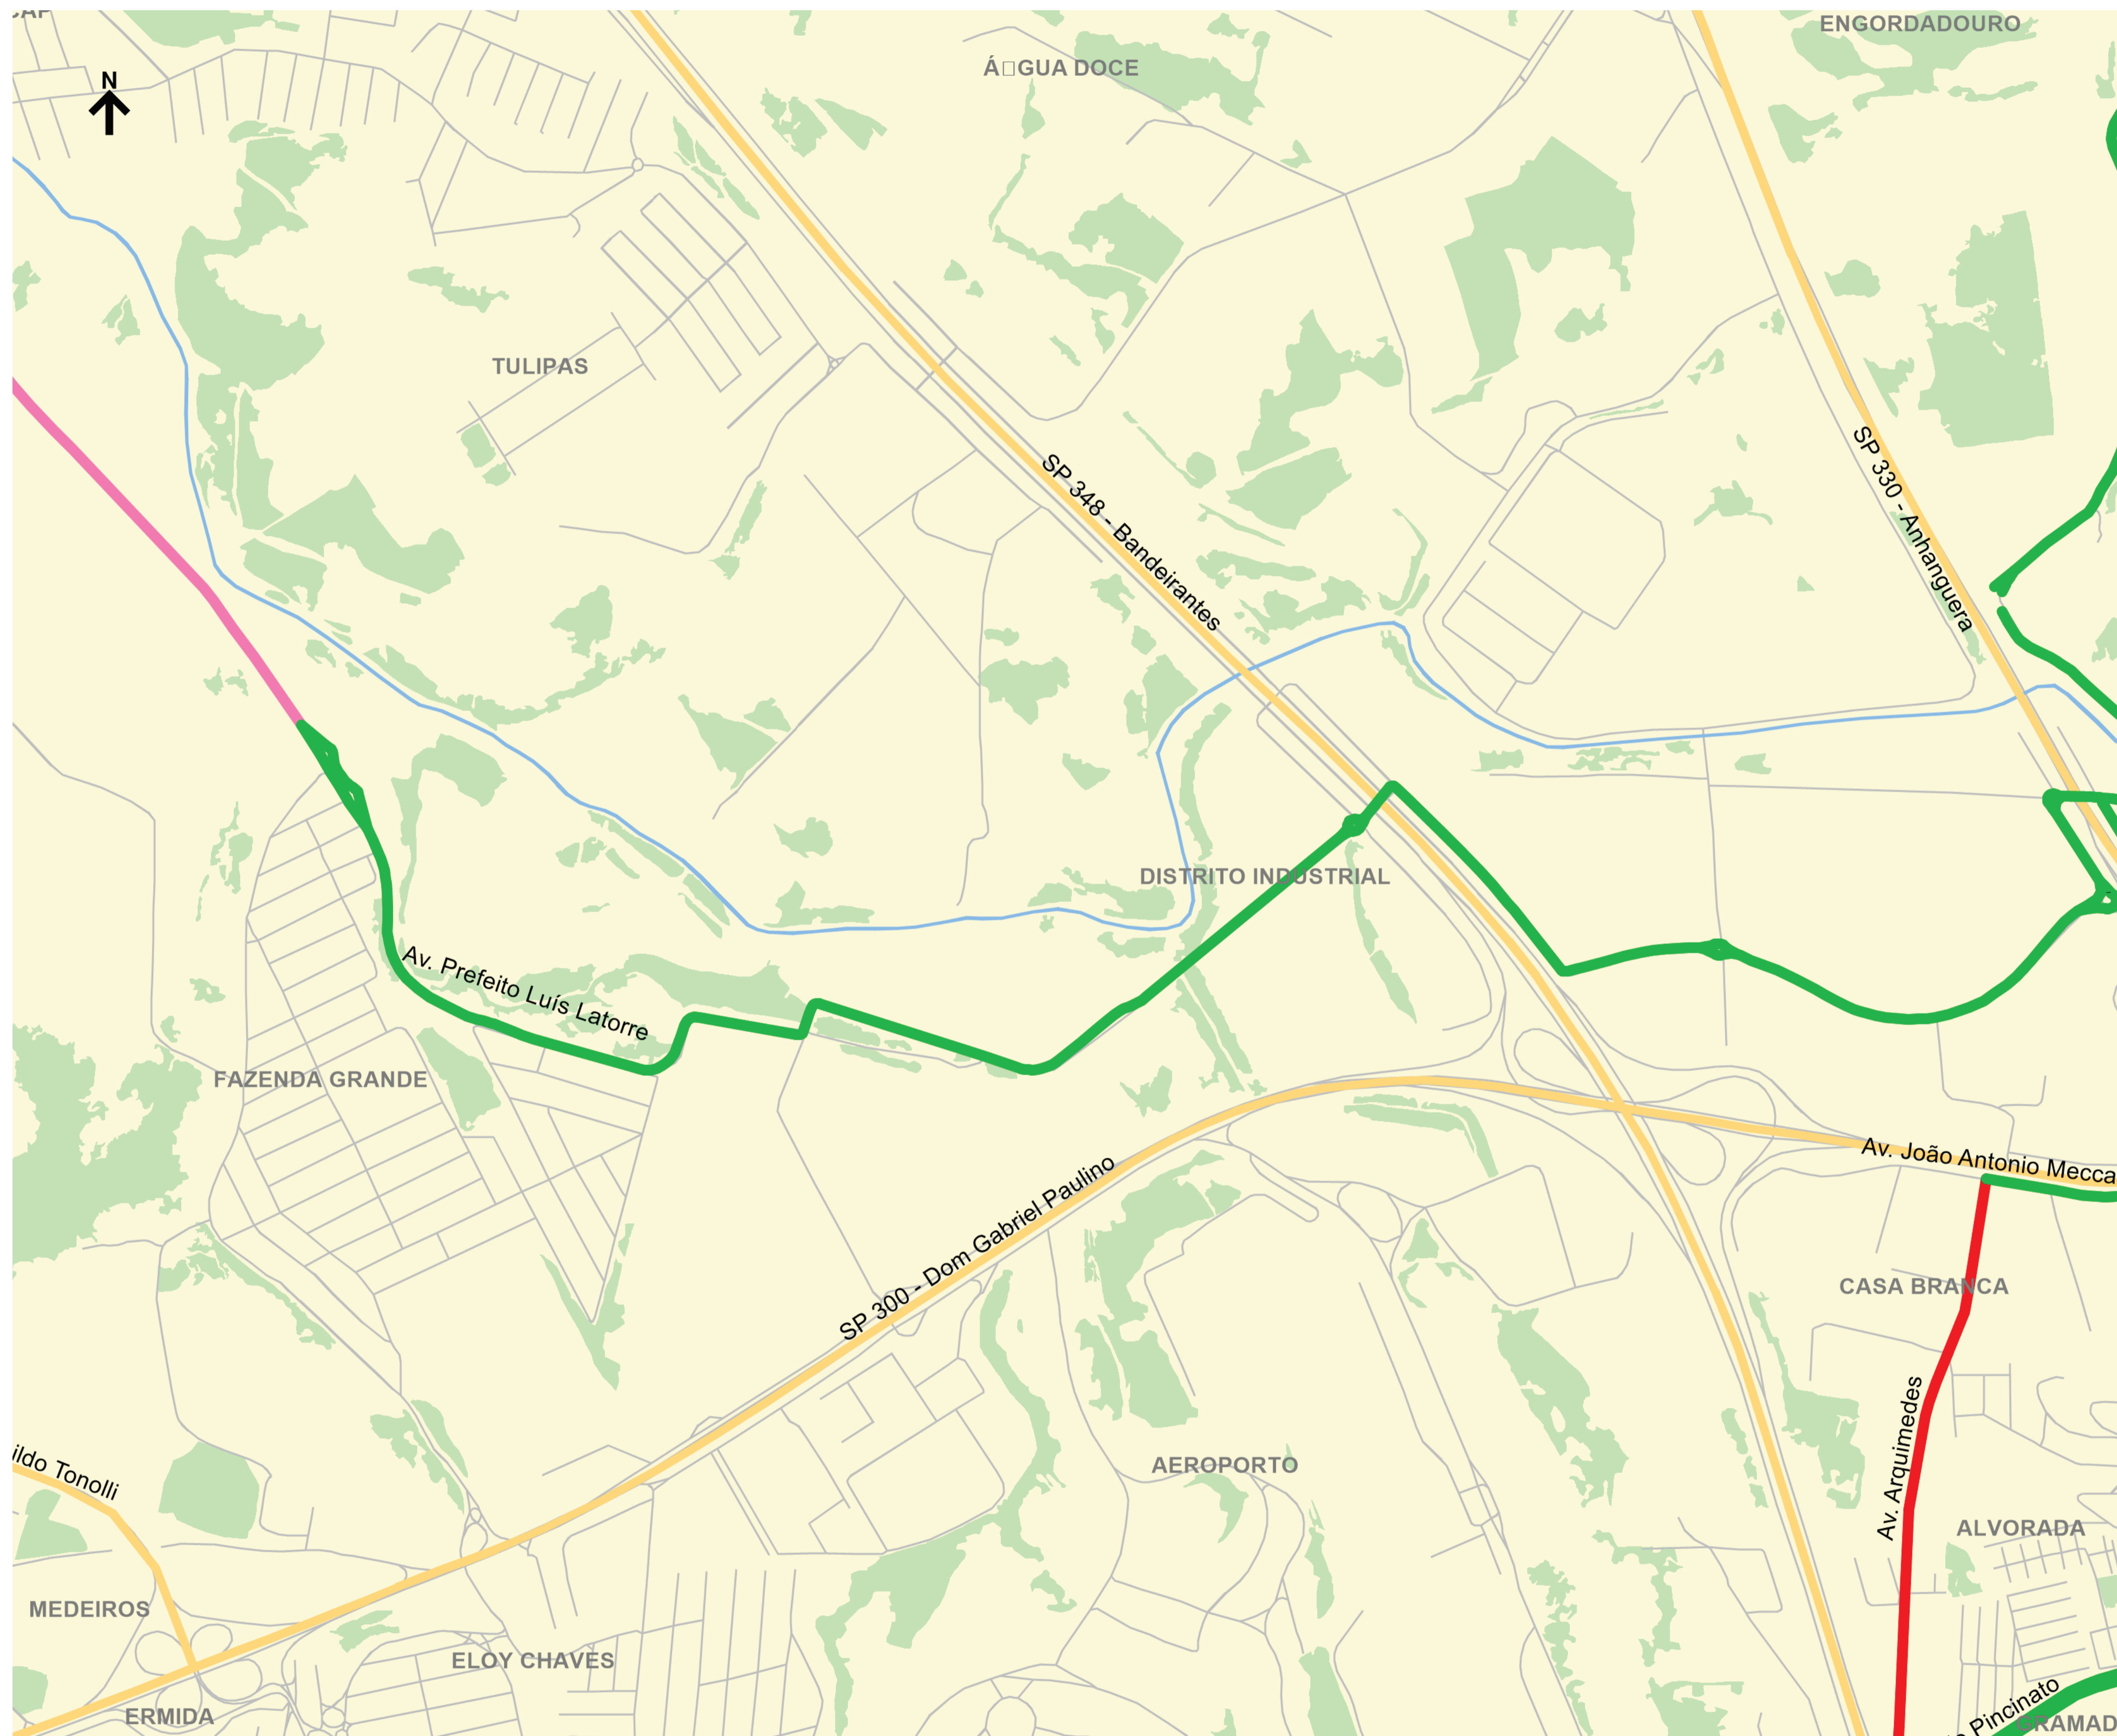 ENGORDADOURO
Á□GUA DOCE
N
TULIPAS
SP 348 - Bandeirantes
SP 330 - Anhanguera
DISTRITO INDUSTRIAL
Av. Prefeito Luís Latorre
FAZENDA GRANDE
Av. João Antonio Mecca
SP 300 - Dom Gabriel Paulino
CASA BRANCA
Av. Arquimedes
AEROPORTO
ildo Tonolli
ALVORADA
MEDEIROS
ELOY CHAVES
ERMIDA
Pincinato
GRAMAD